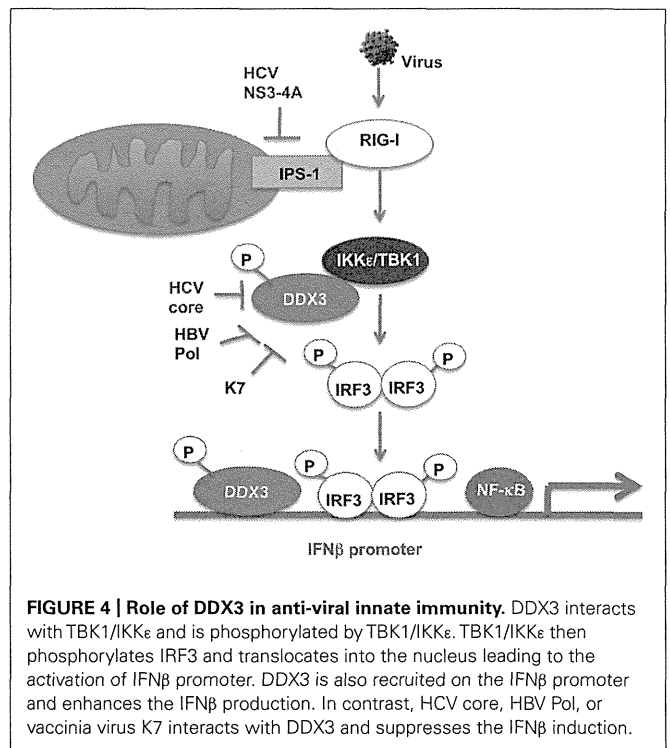 Virus
HCV
NS3-4A
RIG-I
IPS-1
P
IKKε/TBK1
HCV
core
DDX3
HBV
Pol
K7
P
P
IRF3 IRF3
P
DDX3
P
P
IRF3 IRF3
NF-κB
IFNβ promoter
FIGURE 4 | Role of DDX3 in anti-viral innate immunity. DDX3 interacts
with TBK1/IKKε and is phosphorylated by TBK1/IKKε. TBK1/IKKε then
phosphorylates IRF3 and translocates into the nucleus leading to the
activation of IFNβ promoter. DDX3 is also recruited on the IFNβ promoter
and enhances the IFNβ production. In contrast, HCV core, HBV Pol, or
vaccinia virus K7 interacts with DDX3 and suppresses the IFNβ induction.